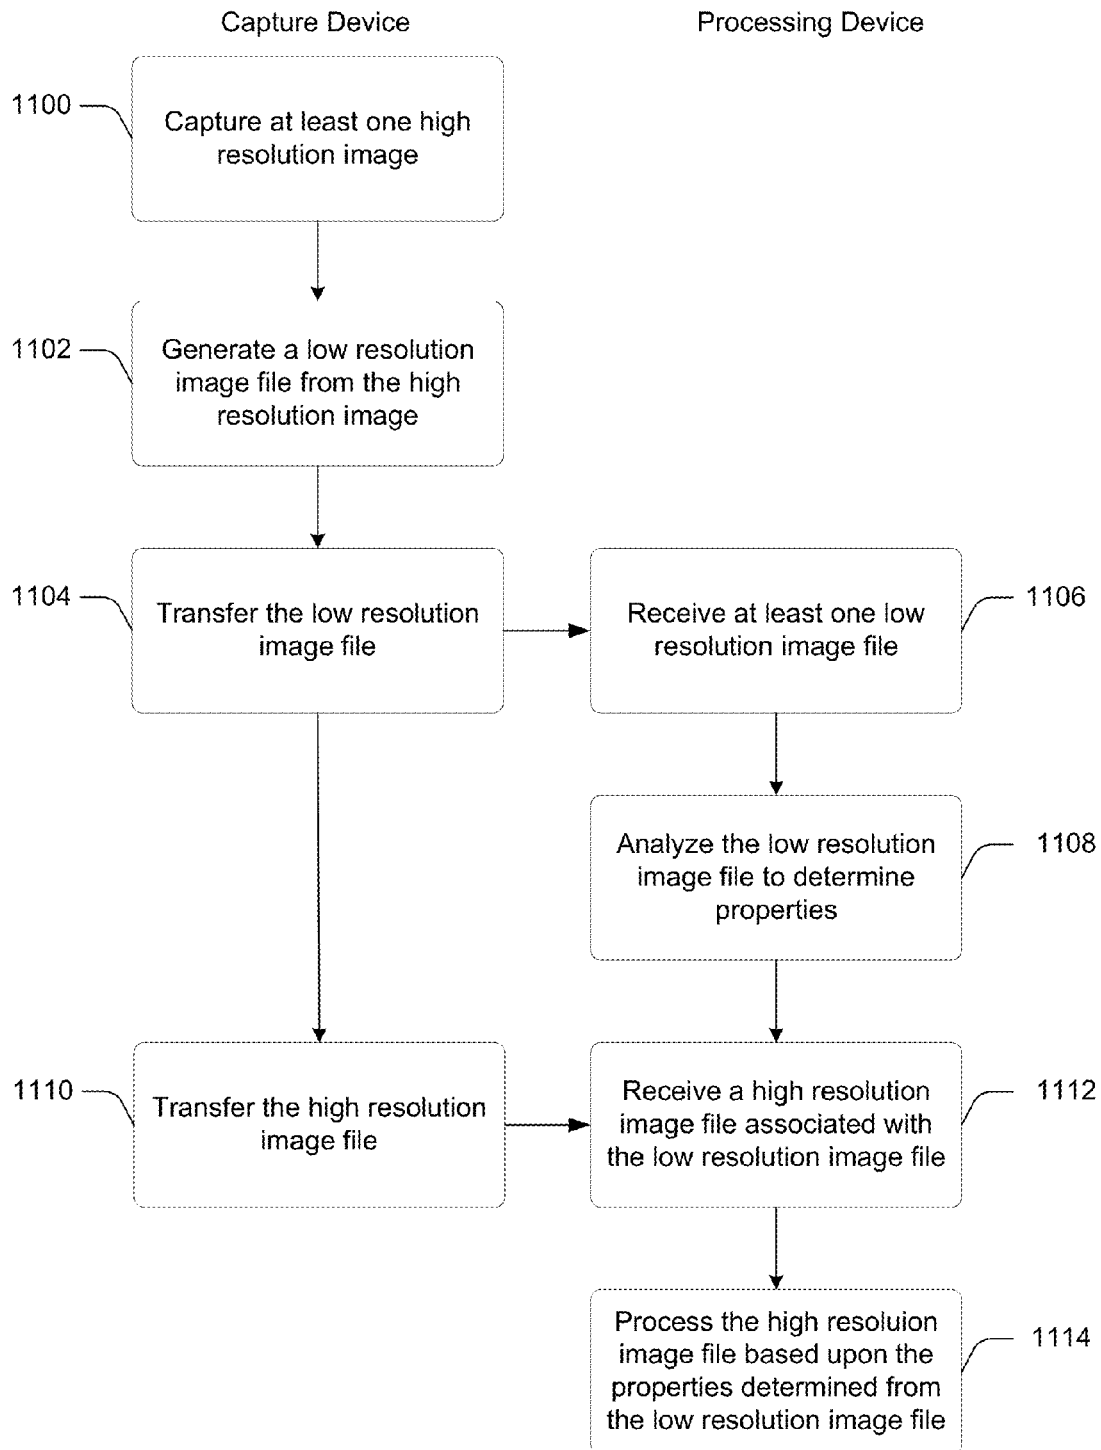 Capture Device
Processing Device
1100
Capture at least one high
resolution image
1102
Generate a low resolution
image file from the high
resolution image
1104
Transfer the low resolution
image file
Receive at least one low
resolution image file
1106
Analyze the low resolution
image file to determine
properties
1108
1110
Transfer the high resolution
image file
Receive a high resolution
image file associated with
the low resolution image file
1112
Process the high resoluion
image file based upon the
properties determined from
the low resolution image file
1114